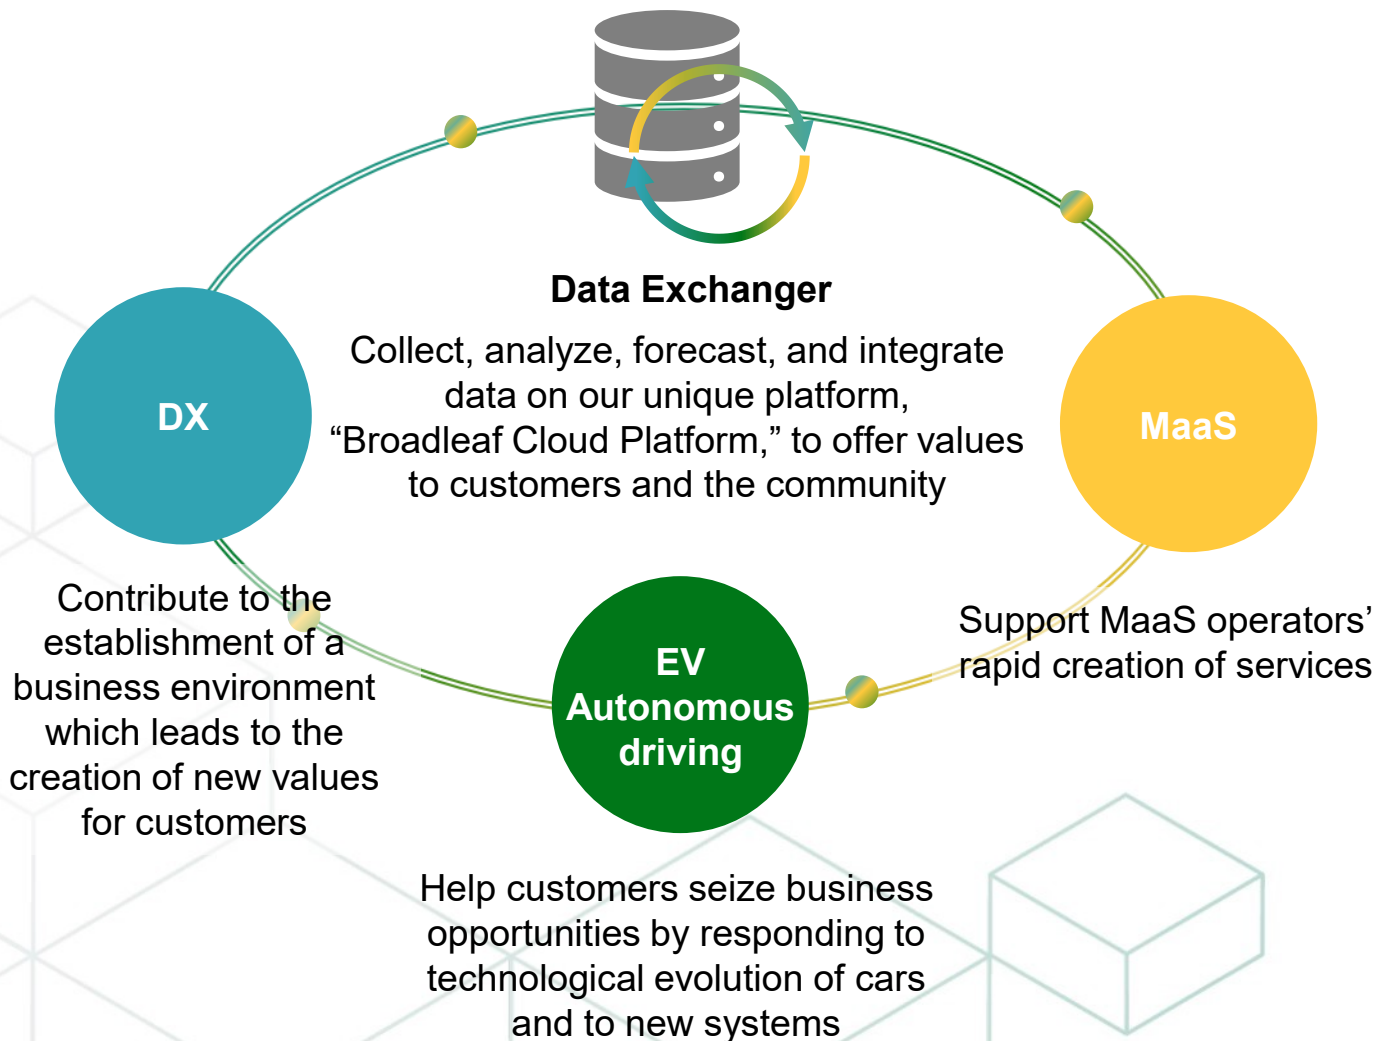 Data Exchanger
Collect, analyze, forecast, and integrate
data on our unique platform,
“Broadleaf Cloud Platform,” to offer values
to customers and the community
DX
Contribute to the
establishment of a
business environment
which leads to the
creation of new values
for customers
MaaS
Support MaaS operators’
rapid creation of services
EV
Autonomous
driving
Help customers seize business
opportunities by responding to
technological evolution of cars
and to new systems